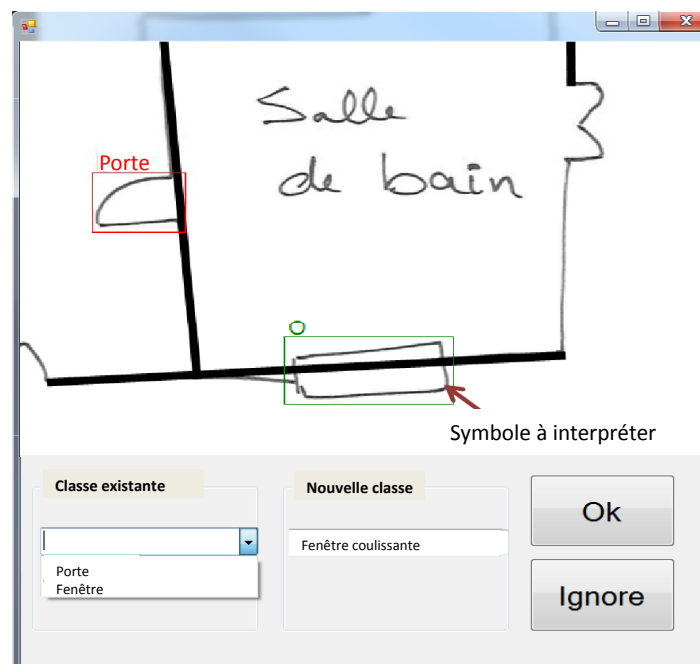 Salle
de bain
Porte
O
Symbole à interpréter
Classe existante
Nouvelle classe
Fenêtre coulissante
Porte
Fenêtre
Ok
Ignore